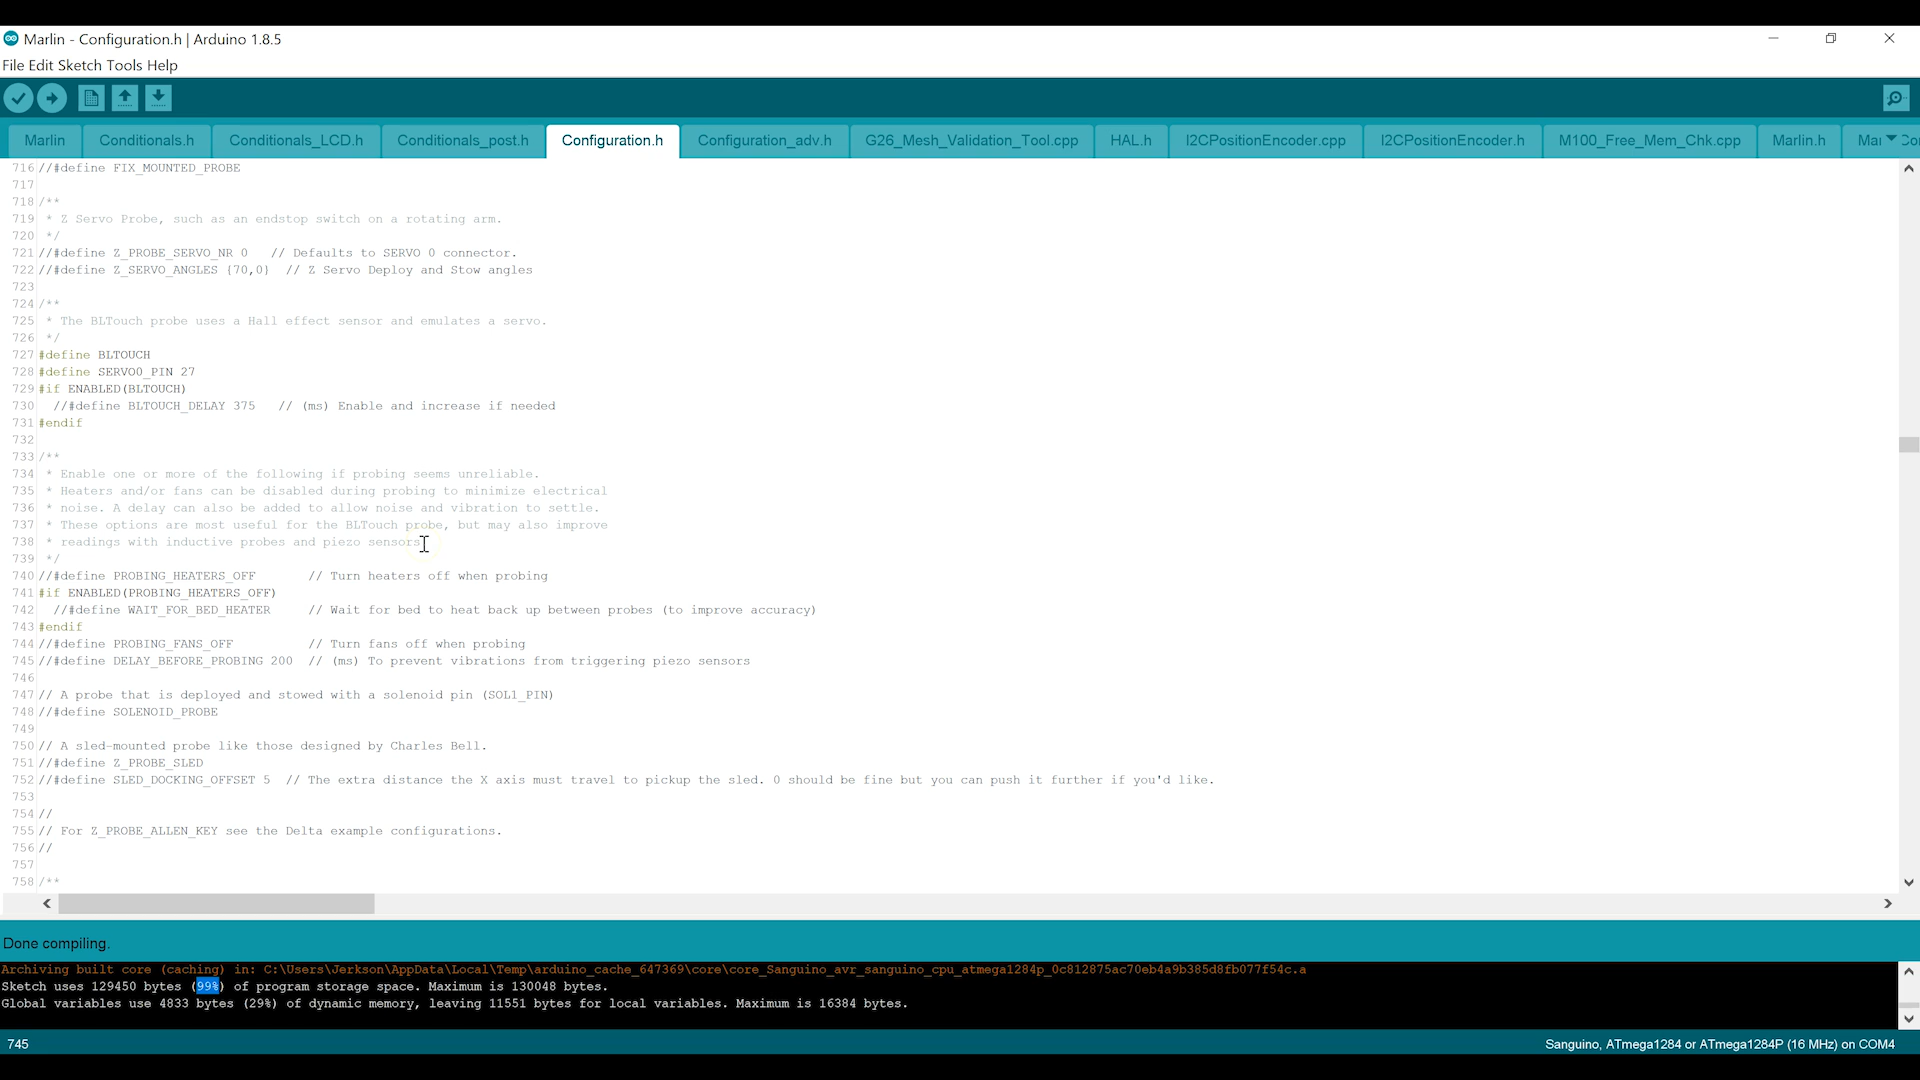 Marlin - Configuration.h | Arduino 1.8.5
File Edit Sketch Tools Help
Marlin Conditionals.h Conditionals_LCD.h Conditionals_post.h Configuration.h Configuration_adv.h G26_Mesh_Validation_Tool.cpp HAL.h I2CPositionEncoder.cpp I2CPositionEncoder.h M100_Free_Mem_Chk.cpp Marlin.h Mar
716 //#define FIX_MOUNTED_PROBE
717
718 /**
719 * Z Servo Probe, such as an endstop switch on a rotating arm.
720 */
721 //#define Z_PROBE_SERVO_NR 0   // Defaults to SERVO 0 connector.
722 //#define Z_SERVO_ANGLES {70,0}  // Z Servo Deploy and Stow angles
723
724 /**
725 * The BLTouch probe uses a Hall effect sensor and emulates a servo.
726 */
727 #define BLTOUCH
728 #define SERVO0_PIN 27
729 #if ENABLED(BLTOUCH)
730 //#define BLTOUCH_DELAY 375   // (ms) Enable and increase if needed
731 #endif
732
733 /**
734 * Enable one or more of the following if probing seems unreliable.
735 * Heaters and/or fans can be disabled during probing to minimize electrical
736 * noise. A delay can also be added to allow noise and vibration to settle.
737 * These options are most useful for the BLTouch probe, but may also improve
738 * readings with inductive probes and piezo sensors.
739 */
740 //#define PROBING_HEATERS_OFF       // Turn heaters off when probing
741 #if ENABLED(PROBING_HEATERS_OFF)
742 //#define WAIT_FOR_BED_HEATER     // Wait for bed to heat back up between probes (to improve accuracy)
743 #endif
744 //#define PROBING_FANS_OFF          // Turn fans off when probing
745 //#define DELAY_BEFORE_PROBING 200  // (ms) To prevent vibrations from triggering piezo sensors
746
747 // A probe that is deployed and stowed with a solenoid pin (SOL1_PIN)
748 //#define SOLENOID_PROBE
749
750 // A sled-mounted probe like those designed by Charles Bell.
751 //#define Z_PROBE_SLED
752 //#define SLED_DOCKING_OFFSET 5  // The extra distance the X axis must travel to pickup the sled. 0 should be fine but you can push it further if you'd like.
753
754 //
755 // For Z_PROBE_ALLEN_KEY see the Delta example configurations.
756 //
757
758 /**
Done compiling.
Archiving built core (caching) in: C:\Users\Jerkson\AppData\Local\Temp\arduino_cache_647369\core\core_Sanguino_avr_sanguino_cpu_atmega1284p_0c812875ac70eb4a9b385d8fb077f54c.a
Sketch uses 129450 bytes (99%) of program storage space. Maximum is 130048 bytes.
Global variables use 4833 bytes (29%) of dynamic memory, leaving 11551 bytes for local variables. Maximum is 16384 bytes.
745 Sanguino, ATmega1284 or ATmega1284P (16 MHz) on COM4